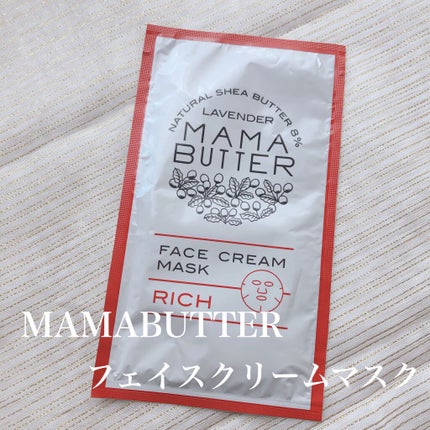 NATURAL SHEA BUTTER 8%
LAVENDER
MAMA
BUTTER
FACE CREAM
MASK
RICH
MAMABUTTER
フェイスクリームマスク